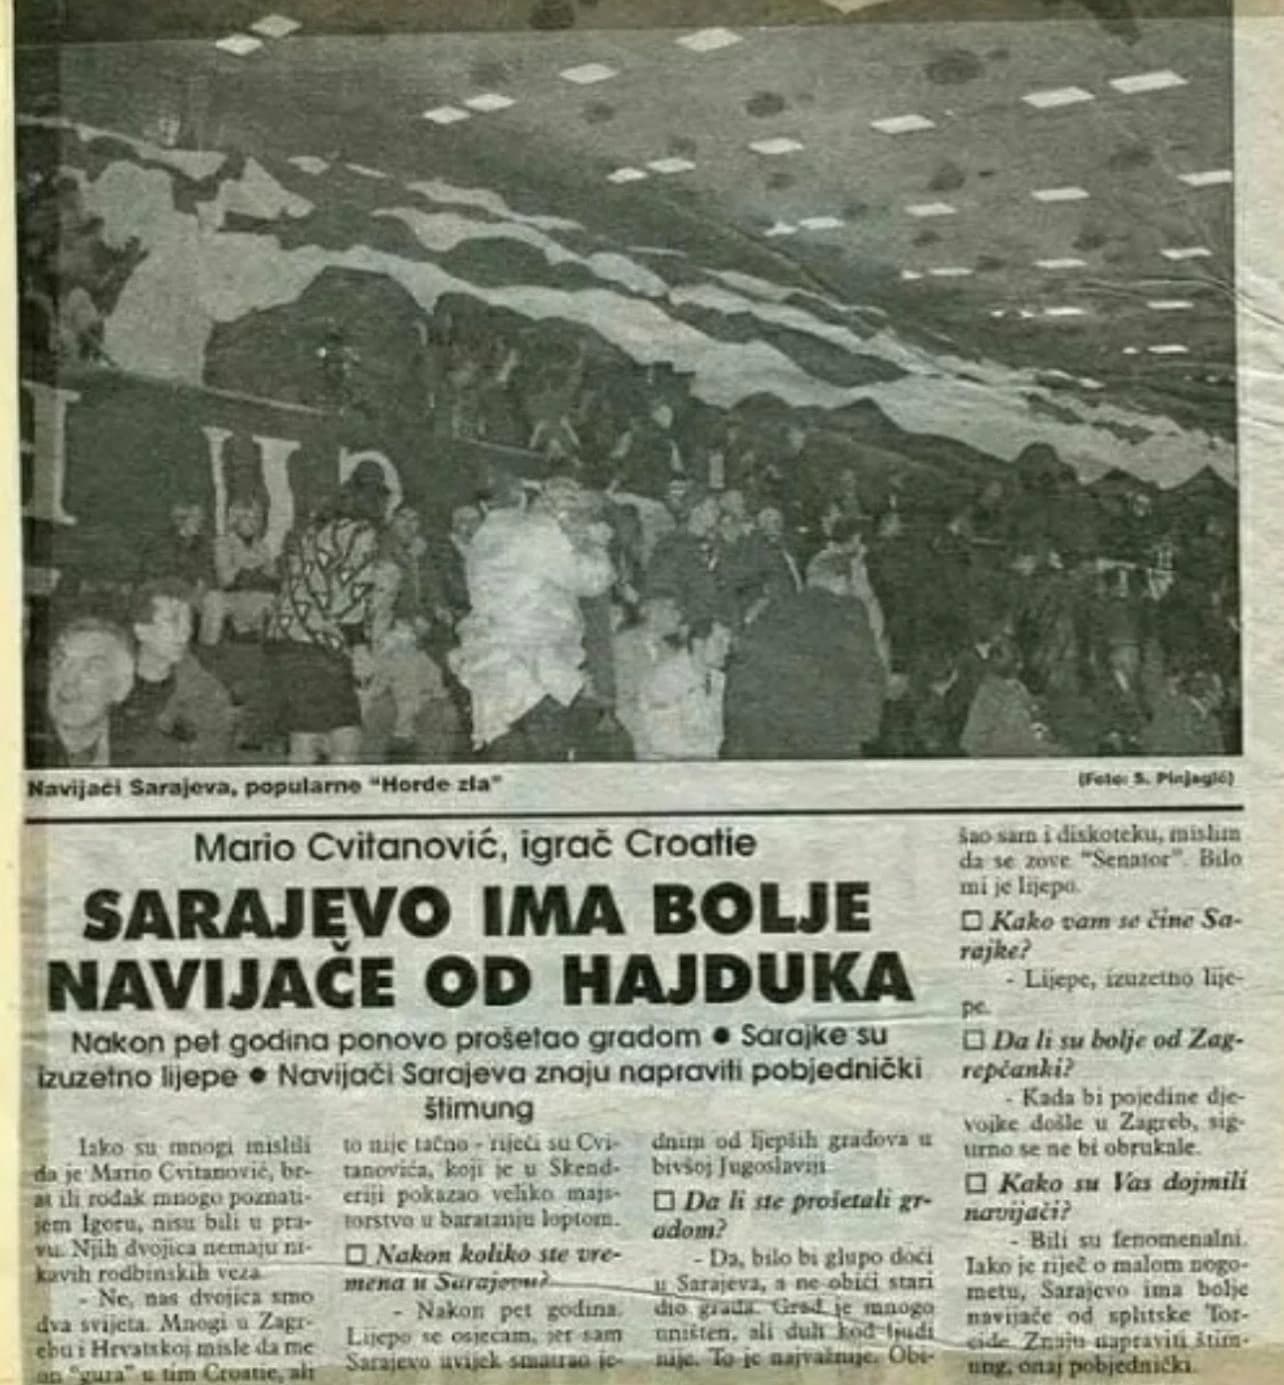 Navijači Sarajeva, popularne "Horde zla"
(Foto: S. Pinjagić)
Mario Cvitanović, igrač Croatie
SARAJEVO IMA BOLJE
NAVIJAČE OD HAJDUKA
Nakon pet godina ponovo prošetao gradom ● Sarajke su
izuzetno lijepe ● Navijači Sarajeva znaju napraviti pobjednički
štimung
Iako su mnogi mislili
da je Mario Cvitanović, br-
at ili rođak mnogo poznati-
jem Igoru, nisu bili u pra-
vu. Njih dvojica nemaju ni-
kavih rodbinskih veza.
- Ne, nas dvojica smo
dva svijeta. Mnogi u Zagr-
ebu i Hrvatskoj misle da me
on "gura" u tim Croatie, ali
to nije tačno - riječi su Cvi-
tanovića, koji je u Skend-
eriji pokazao veliko majs-
torstvo u baratanju loptom.
□ Nakon koliko ste vre-
mena u Sarajevu?
- Nakon pet godina.
Lijepo se osjećam, jer sam
Sarajevo uvijek smatrao je-
dnim od ljepših gradova u
bivšoj Jugoslaviji.
□ Da li ste prošetali gr-
adom?
- Da, bilo bi glupo doći
u Sarajevo, a ne obići stari
dio grada. Grad je mnogo
uništen, ali duh kod ljudi
nije. To je najvažnije. Obi-
šao sam i diskoteku, mislim
da se zove "Senator". Bilo
mi je lijepo.
□ Kako vam se čine Sa-
rajke?
- Lijepe, izuzetno lije-
pe.
□ Da li su bolje od Zag-
repčanki?
- Kada bi pojedine dje-
vojke došle u Zagreb, sig-
urno se ne bi obrukale.
□ Kako su Vas dojmili
navijači?
- Bili su fenomenalni.
Iako je riječ o malom nogo-
metu, Sarajevo ima bolje
navijače od splitske Tor-
cide. Znaju napraviti štim-
ung, onaj pobjednički.